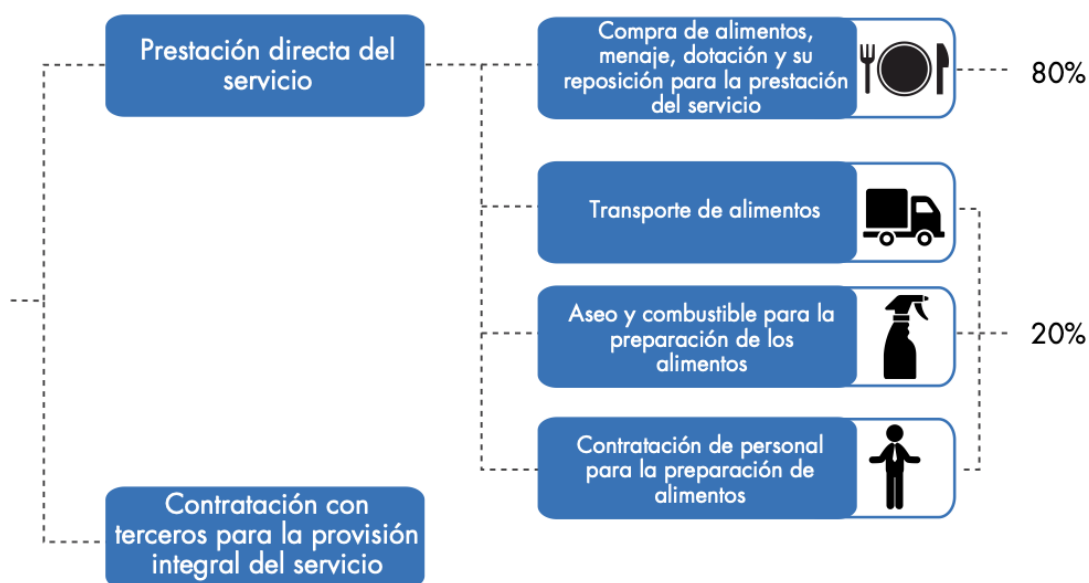 Prestación directa del
servicio
Compra de alimentos,
menaje, dotación y su
reposición para la prestación
del servicio
80%
Transporte de alimentos
Aseo y combustible para la
preparación de los
alimentos
20%
Contratación de personal
para la preparación de
alimentos
Contratación con
terceros para la provisión
integral del servicio